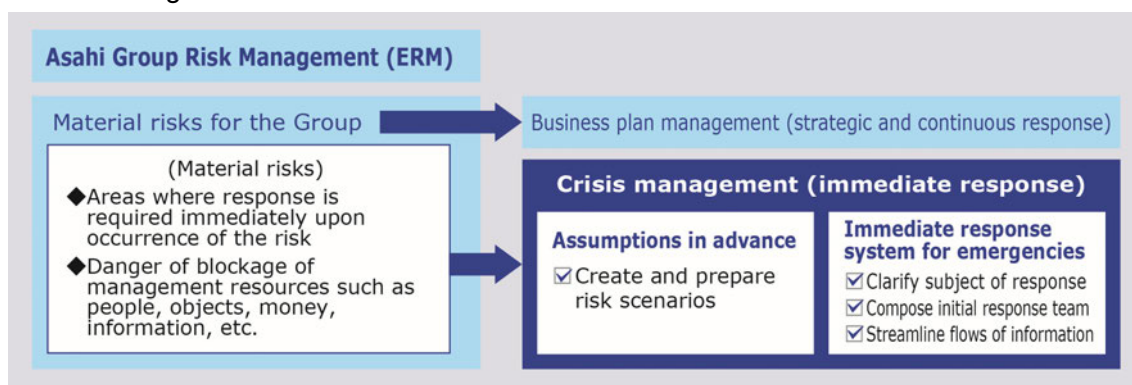 Asahi Group Risk Management (ERM)
Material risks for the Group
(Material risks)
◆Areas where response is
required immediately upon
occurrence of the risk
◆Danger of blockage of
management resources such as
people, objects, money,
information, etc.
Business plan management (strategic and continuous response)
Crisis management (immediate response)
Assumptions in advance
☑Create and prepare
risk scenarios
Immediate response
system for emergencies
☑Clarify subject of response
☑Compose initial response team
☑Streamline flows of information